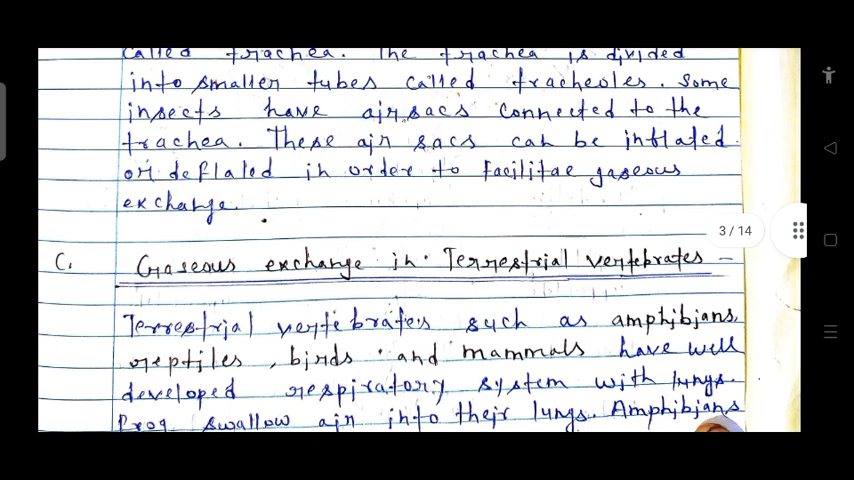 called trachea. The trachea is divided
into smaller tubes called tracheoles. Some
insects have air sacs connected to the
trachea. These air sacs can be inflated
or deflated in order to facilitae gaseous
exchange.
3/14
C. Gaseous exchange in Terrestrial vertebrates -
Terrestrial vertebrates such as amphibians,
reptiles, birds and mammals have well
developed respiratory system with lungs.
Frog swallow air into their lungs. Amphibians